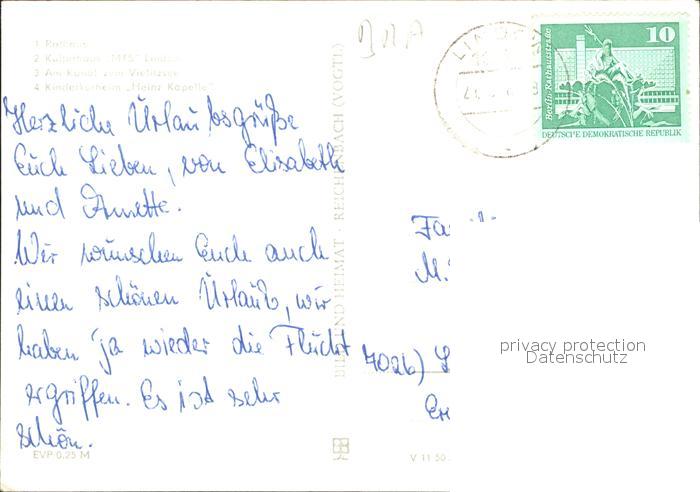 1 Rathaus
2 Kulturhaus „MTS" Lindow
3 Am Kanal zum Vielitzsee
4 Kinderkurheim „Heinz Kapelle"
Herzliche Urlaubsgrüße
Euch Lieben, von Elisabeth
und Annette.
Wir wünschen Euch auch
einen schönen Urlaub, wir
haben ja wieder die Flucht
ergriffen. Es ist sehr
schön.
EVP 0,25 M
BILD UND HEIMAT · REICHENBACH (VOGTL)
V 11 50
10
Berlin, Rathausstraße
DEUTSCHE DEMOKRATISCHE REPUBLIK
Fa
M.
7026) L
privacy protection
Datenschutz